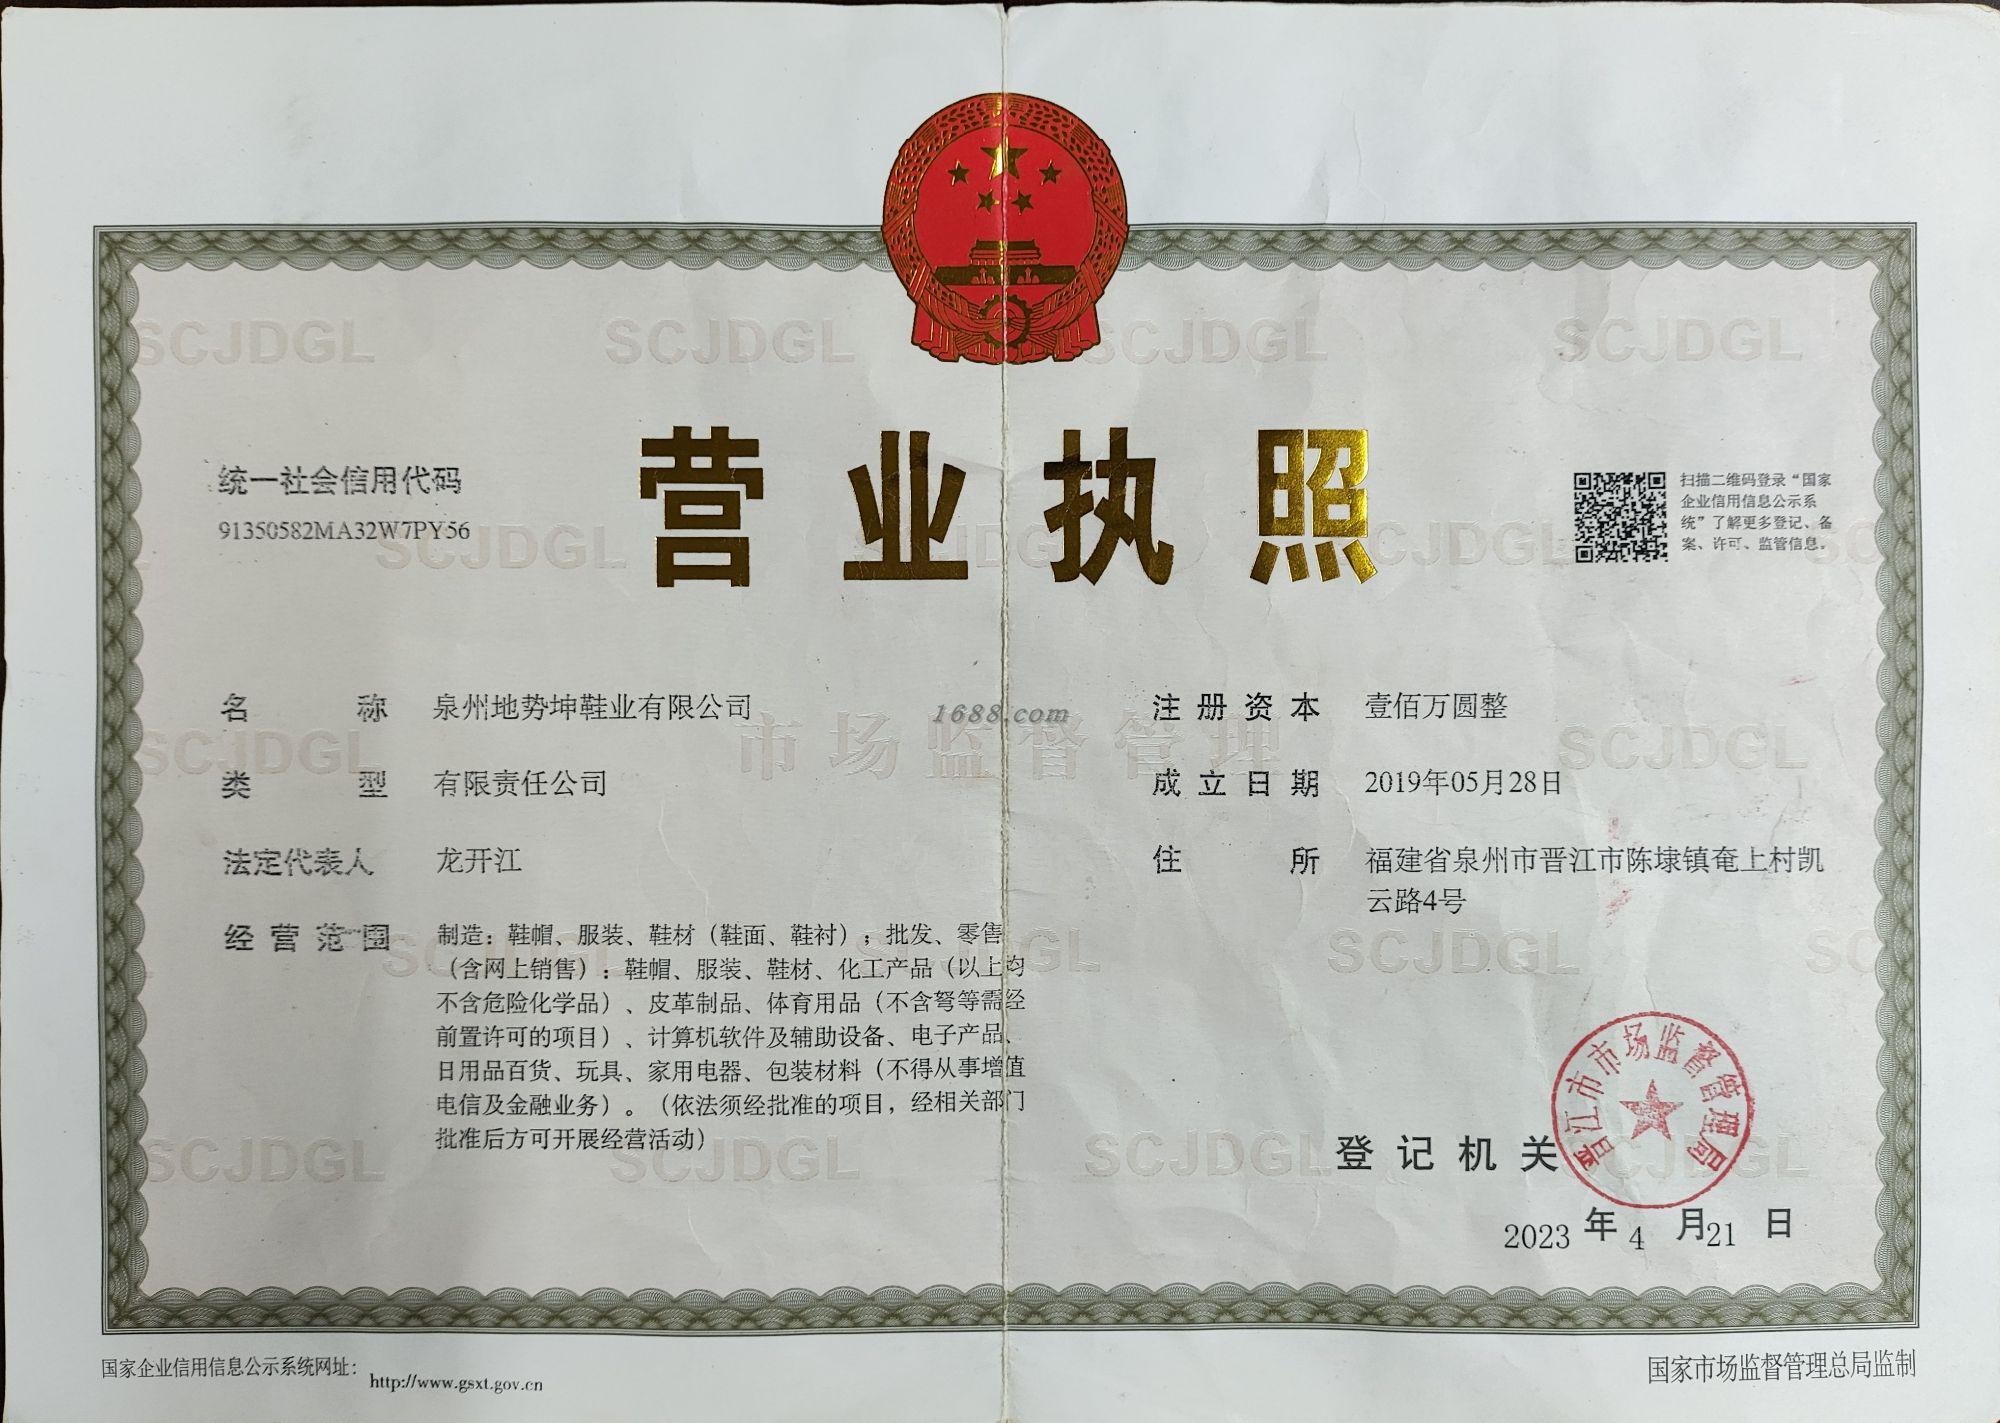 营业执照
统一社会信用代码
91350582MA32W7PY56
扫描二维码登录“国家
企业信用信息公示系
统”了解更多登记、备
案、许可、监管信息。
名称 泉州地势坤鞋业有限公司
类型 有限责任公司
法定代表人 龙开江
经营范围 制造：鞋帽、服装、鞋材（鞋面、鞋衬）；批发、零售
（含网上销售）：鞋帽、服装、鞋材、化工产品（以上均
不含危险化学品）、皮革制品、体育用品（不含弩等需经
前置许可的项目）、计算机软件及辅助设备、电子产品、
日用品百货、玩具、家用电器、包装材料（不得从事增值
电信及金融业务）。（依法须经批准的项目，经相关部门
批准后方可开展经营活动）
注册资本 壹佰万圆整
成立日期 2019年05月28日
住所 福建省泉州市晋江市陈埭镇奄上村凯
云路4号
1688.com
市场监督管理
SCJDGL
登记机关
晋江市市场监督管理局
2023年4月21日
国家企业信用信息公示系统网址：http://www.gsxt.gov.cn
国家市场监督管理总局监制